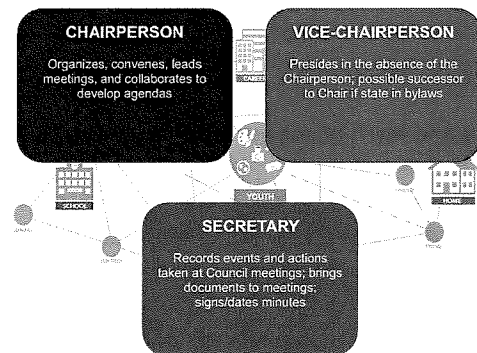 CHAIRPERSON
Organizes, convenes, leads
meetings, and collaborates to
develop agendas
VICE-CHAIRPERSON
Presides in the absence of the
Chairperson; possible successor
to Chair if state in bylaws
CAREER
SCHOOL
YOUTH
HOME
SECRETARY
Records events and actions
taken at Council meetings; brings
documents to meetings;
signs/dates minutes